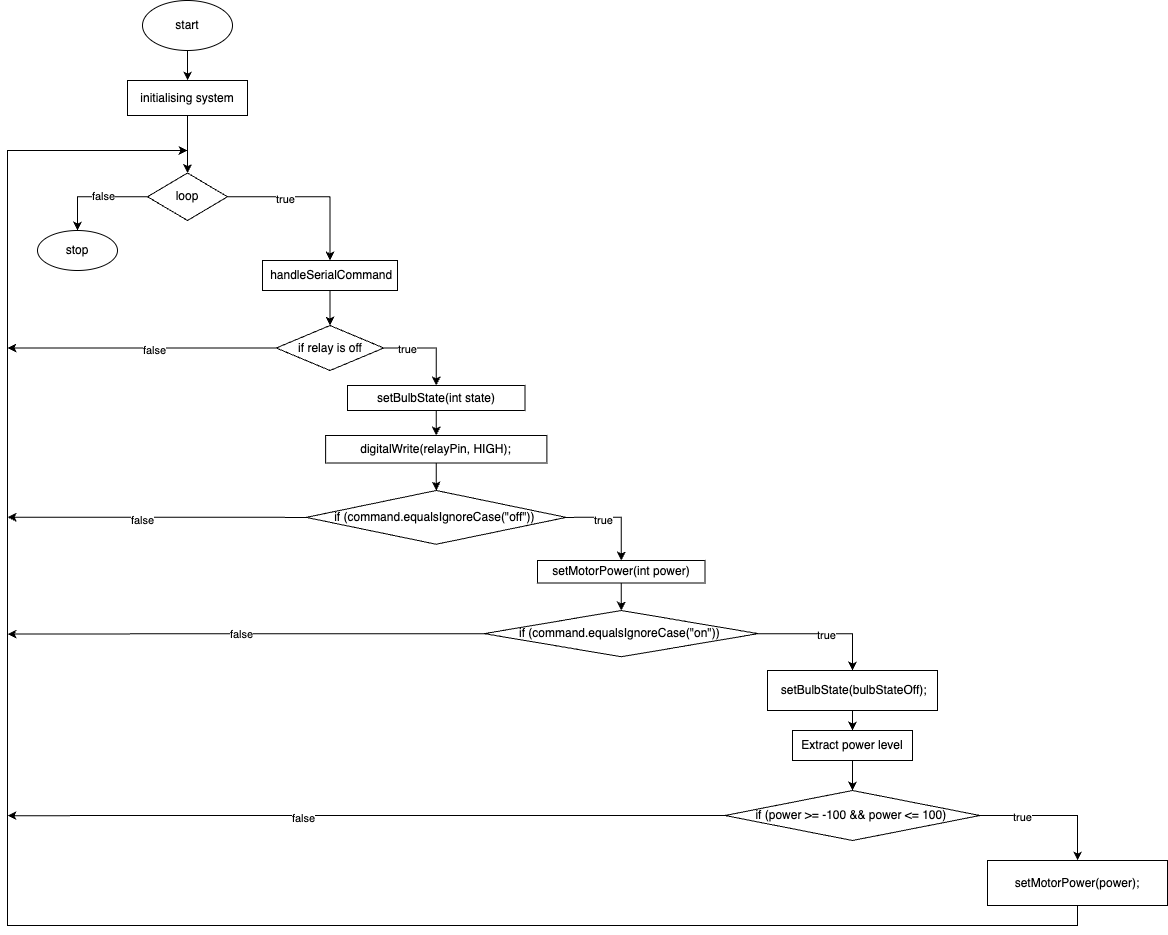 start
initialising system
loop
false
true
stop
handleSerialCommand
if relay is off
false
true
setBulbState(int state)
digitalWrite(relayPin, HIGH);
if (command.equalsIgnoreCase("off"))
false
true
setMotorPower(int power)
if (command.equalsIgnoreCase("on"))
false
true
setBulbState(bulbStateOff);
Extract power level
if (power >= -100 && power <= 100)
false
true
setMotorPower(power);